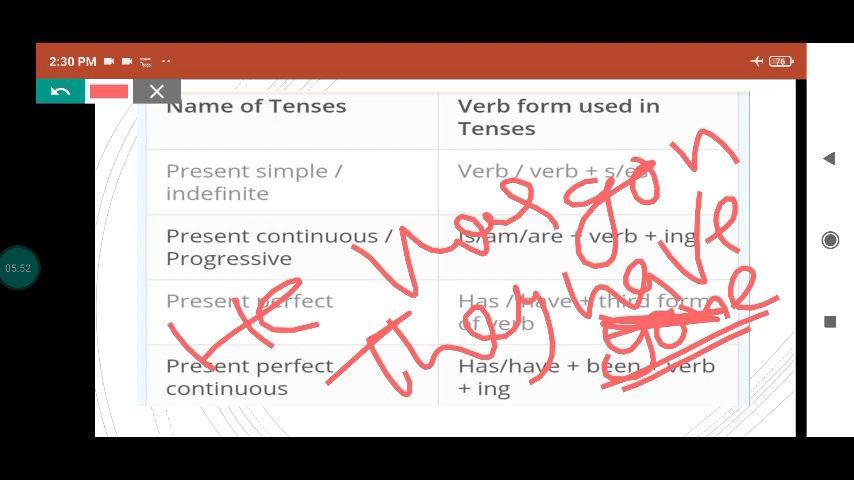 2:30 PM
76
Name of Tenses
Verb form used in
Tenses
Present simple /
indefinite
Verb / verb + s/es
Present continuous /
Progressive
Is/am/are + verb + ing
Present perfect
Has / have + third form
of verb
Present perfect
continuous
Has/have + been + verb
+ ing
He has gon
They have
gone
05:52